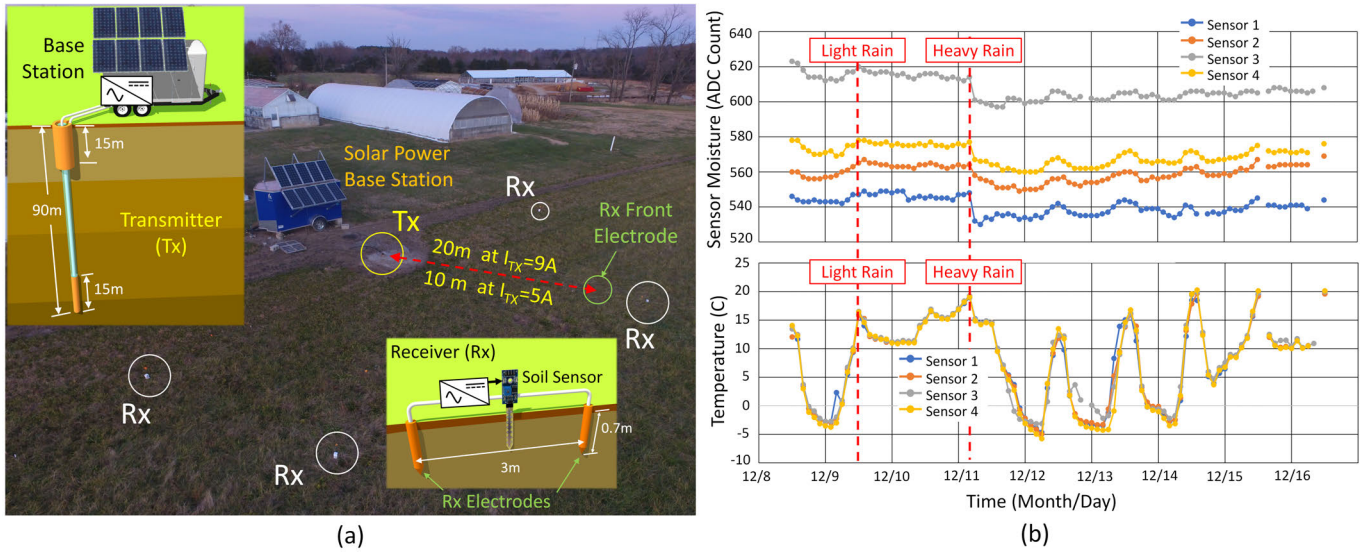 Base
Station
15m
90m
Transmitter
(Tx)
15m
Solar Power
Base Station
Rx
Rx Front
Electrode
Tx
20m at I_TX=9A
10 m at I_TX=5A
Rx
Rx
Rx
Receiver (Rx)
Soil Sensor
0.7m
3m
Rx Electrodes
(a)
Sensor Moisture (ADC Count)
640
620
600
580
560
540
520
Light Rain
Heavy Rain
Sensor 1
Sensor 2
Sensor 3
Sensor 4
Temperature (C)
25
20
15
10
5
0
-5
-10
Light Rain
Heavy Rain
Sensor 1
Sensor 2
Sensor 3
Sensor 4
12/8
12/9
12/10
12/11
12/12
12/13
12/14
12/15
12/16
Time (Month/Day)
(b)